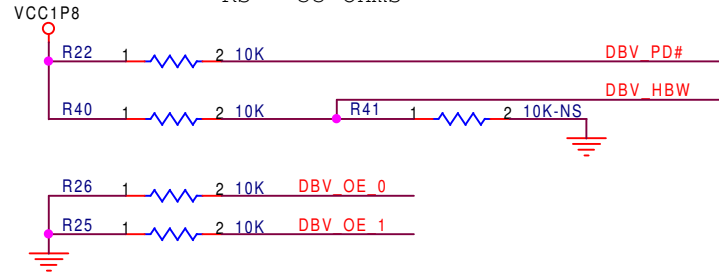 VCC1P8
R22 1 2 10K DBV_PD#
DBV_HBW
R40 1 2 10K R41 1 2 10K-NS
R26 1 2 10K DBV_OE_0
R25 1 2 10K DBV_OE_1